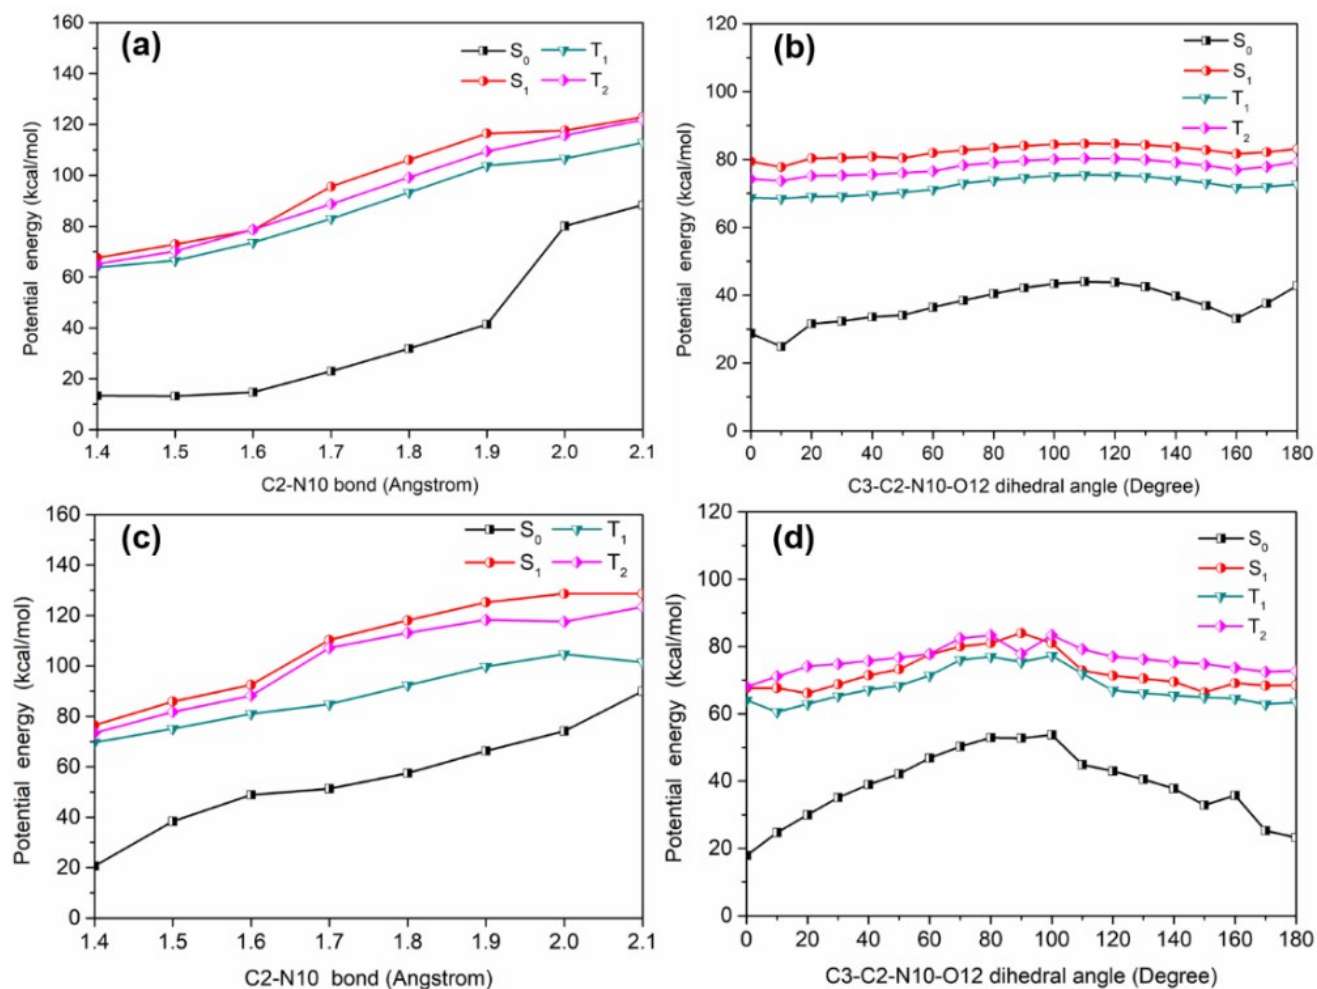 (a)
S0 T1
S1 T2
160
140
120
100
80
60
40
20
0
Potential energy (kcal/mol)
1.4 1.5 1.6 1.7 1.8 1.9 2.0 2.1
C2-N10 bond (Angstrom)
(b)
S0
S1
T1
T2
120
100
80
60
40
20
0
Potential energy (kcal/mol)
0 20 40 60 80 100 120 140 160 180
C3-C2-N10-O12 dihedral angle (Degree)
(c)
S0 T1
S1 T2
160
140
120
100
80
60
40
20
0
Potential energy (kcal/mol)
1.4 1.5 1.6 1.7 1.8 1.9 2.0 2.1
C2-N10 bond (Angstrom)
(d)
S0
S1
T1
T2
120
100
80
60
40
20
0
Potential energy (kcal/mol)
0 20 40 60 80 100 120 140 160 180
C3-C2-N10-O12 dihedral angle (Degree)